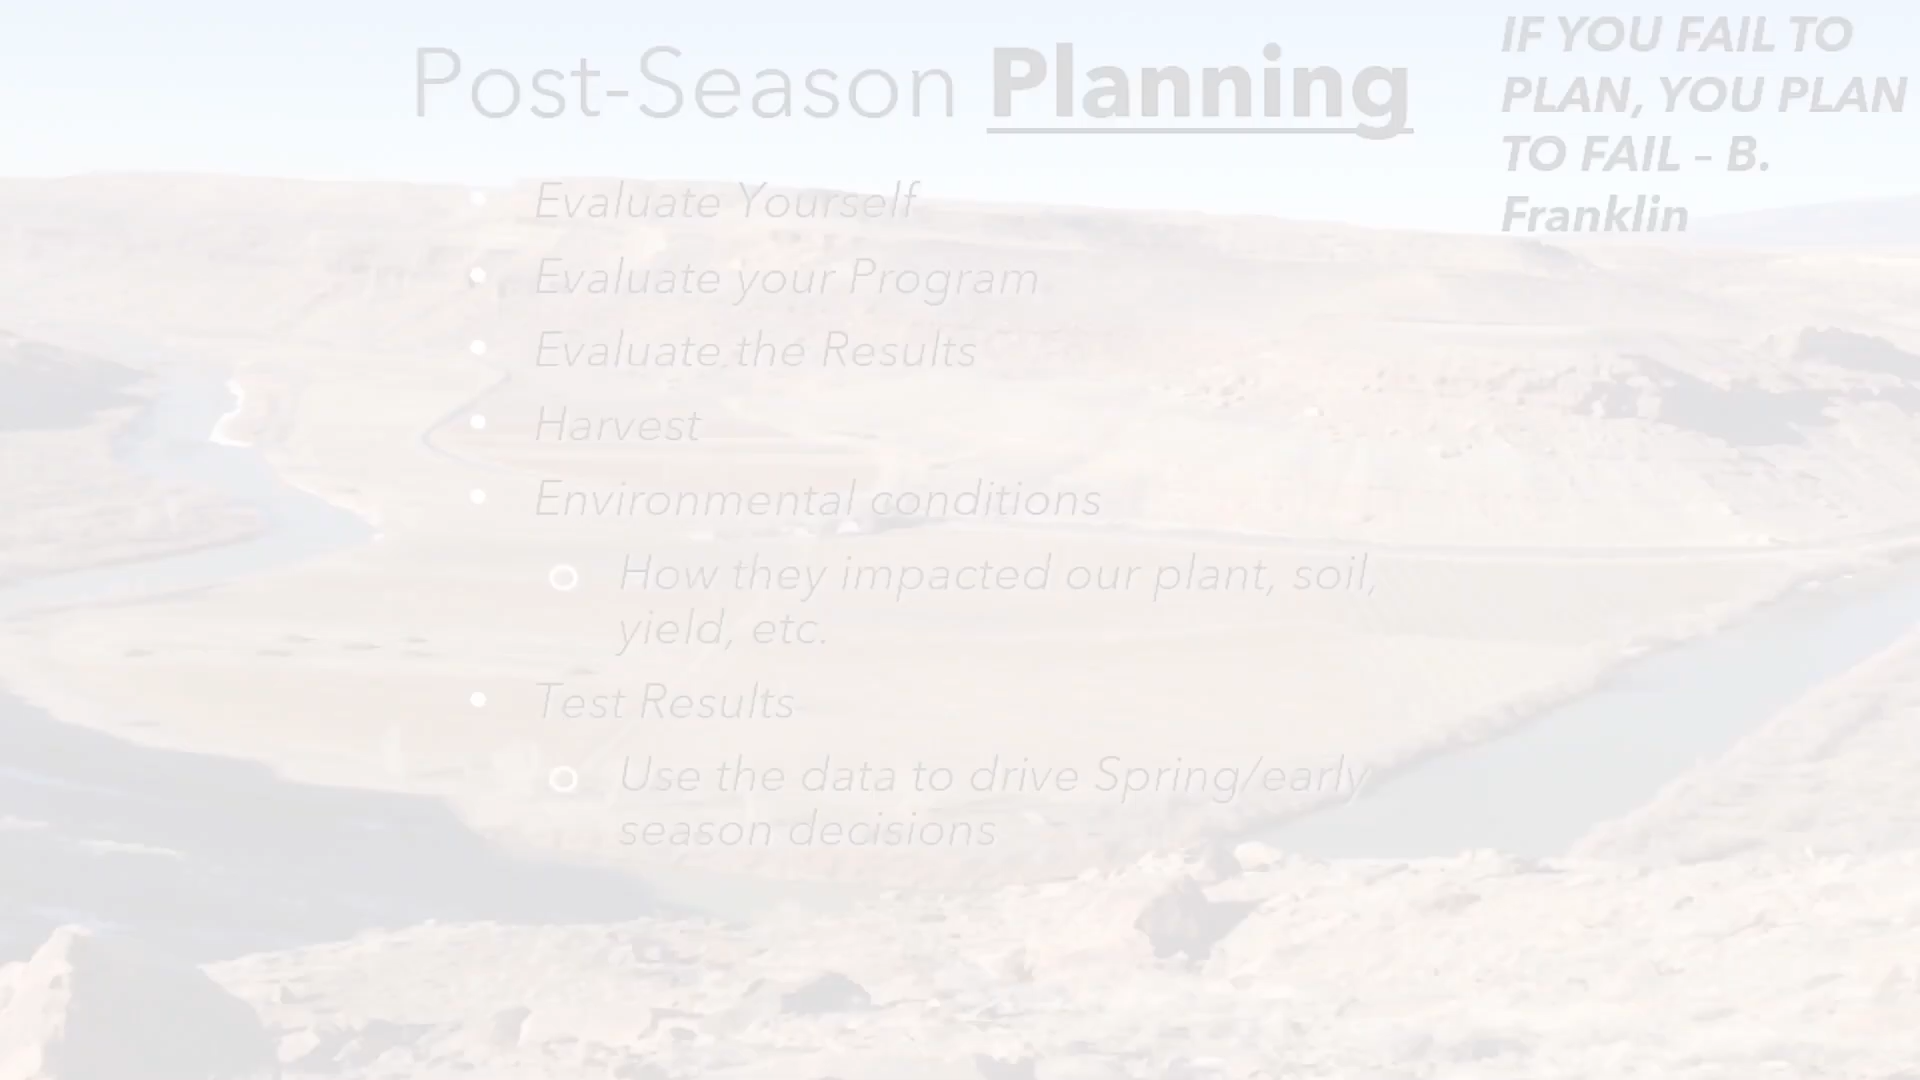 Post-Season Planning
IF YOU FAIL TO
PLAN, YOU PLAN
TO FAIL – B.
Franklin
Evaluate Yourself
Evaluate your Program
Evaluate the Results
Harvest
Environmental conditions
How they impacted our plant, soil,
yield, etc.
Test Results-
Use the data to drive Spring/early
season decisions